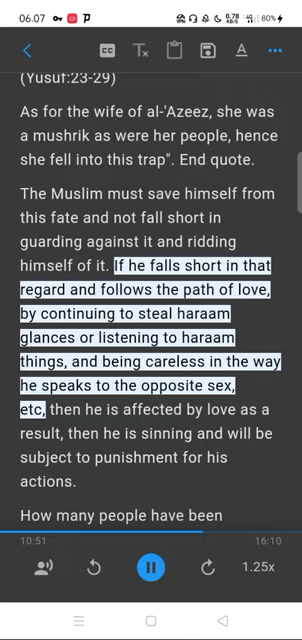 06.07
0.78
KB/S
4G
80%
CC
(Yusuf:23-29)
As for the wife of al-'Azeez, she was
a mushrik as were her people, hence
she fell into this trap". End quote.
The Muslim must save himself from
this fate and not fall short in
guarding against it and ridding
himself of it. If he falls short in that
regard and follows the path of love,
by continuing to steal haraam
glances or listening to haraam
things, and being careless in the way
he speaks to the opposite sex,
etc, then he is affected by love as a
result, then he is sinning and will be
subject to punishment for his
actions.
How many people have been
10:51
16:10
1.25x